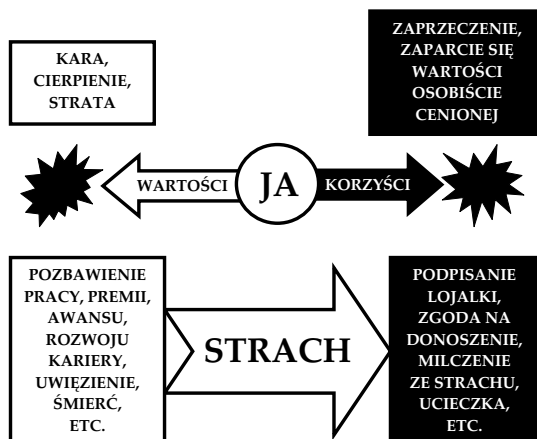 KARA,
CIERPIENIE,
STRATA
ZAPRZECZENIE,
ZAPARCIE SIĘ
WARTOŚCI
OSOBIŚCIE
CENIONEJ
WARTOŚCI
JA
KORZYŚCI
POZBAWIENIE
PRACY, PREMII,
AWANSU,
ROZWOJU
KARIERY,
UWIĘZIENIE,
ŚMIERĆ,
ETC.
STRACH
PODPISANIE
LOJALKI,
ZGODA NA
DONOSZENIE,
MILCZENIE
ZE STRACHU,
UCIECZKA,
ETC.